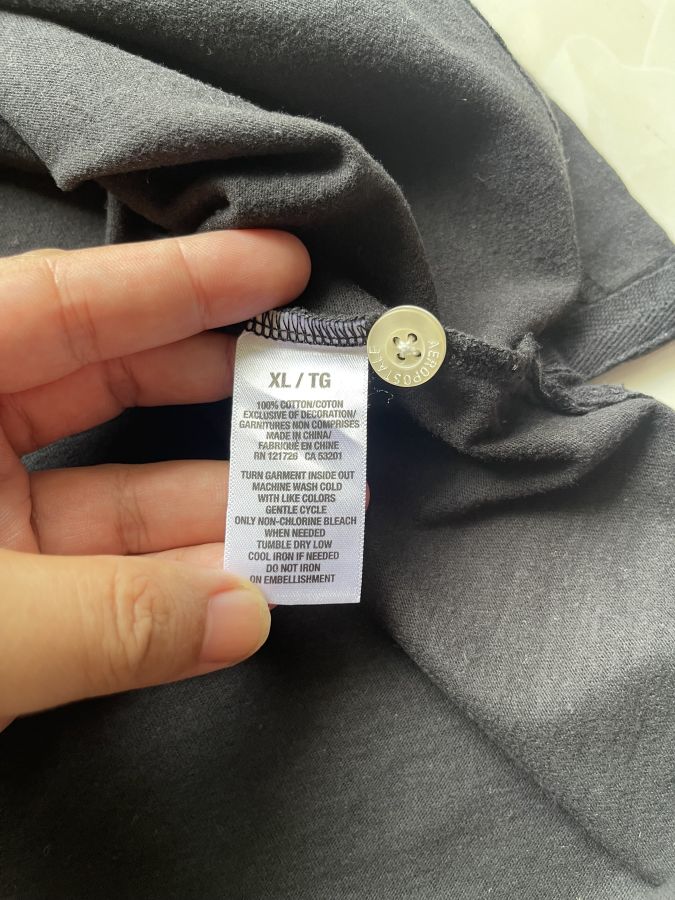 XL / TG
100% COTTON/COTON
EXCLUSIVE OF DECORATION/
GARNITURES NON COMPRISES
MADE IN CHINA/
FABRIQUÉ EN CHINE
RN 121726 CA 53201
TURN GARMENT INSIDE OUT
MACHINE WASH COLD
WITH LIKE COLORS
GENTLE CYCLE
ONLY NON-CHLORINE BLEACH
WHEN NEEDED
TUMBLE DRY LOW
COOL IRON IF NEEDED
DO NOT IRON
ON EMBELLISHMENT
AEROPOSTALE